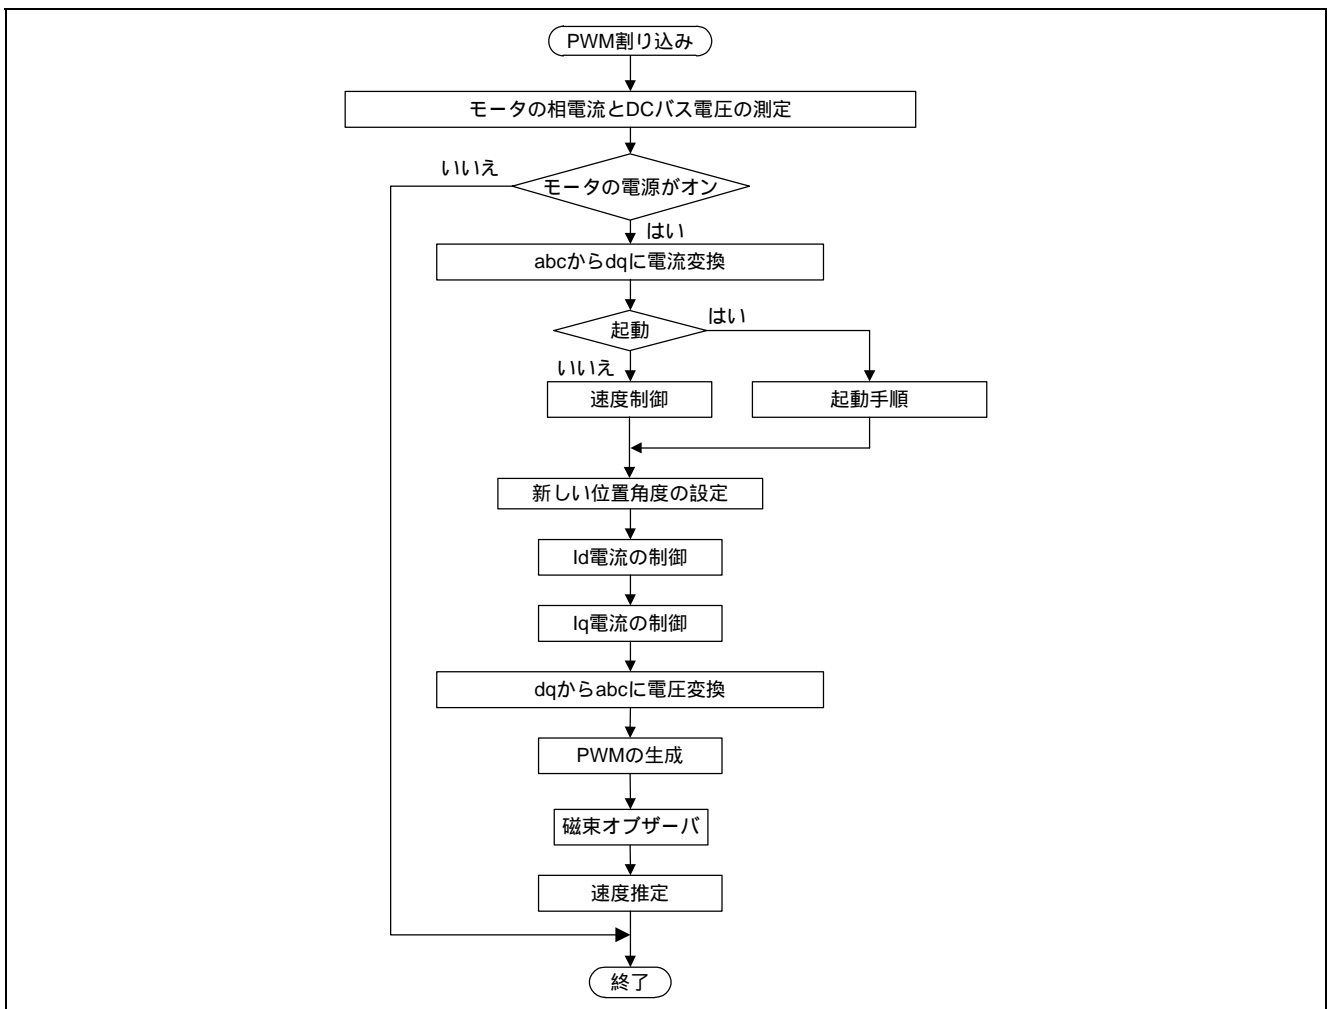 PWM割り込み
モータの相電流とDCバス電圧の測定
いいえ
モータの電源がオン
はい
abcからdqに電流変換
はい
起動
いいえ
速度制御
起動手順
新しい位置角度の設定
Id電流の制御
Iq電流の制御
dqからabcに電圧変換
PWMの生成
磁束オブザーバ
速度推定
終了